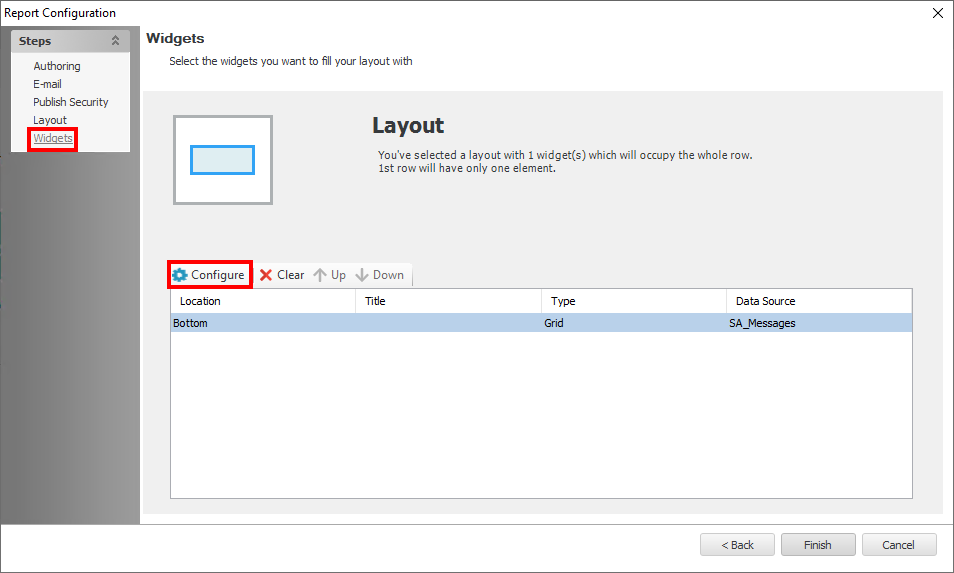 Report Configuration
Steps
Authoring
E-mail
Publish Security
Layout
Widgets
Widgets
Select the widgets you want to fill your layout with
Layout
You've selected a layout with 1 widget(s) which will occupy the whole row.
1st row will have only one element.
Configure Clear Up Down
Location Title Type Data Source
Bottom Grid SA_Messages
< Back Finish Cancel